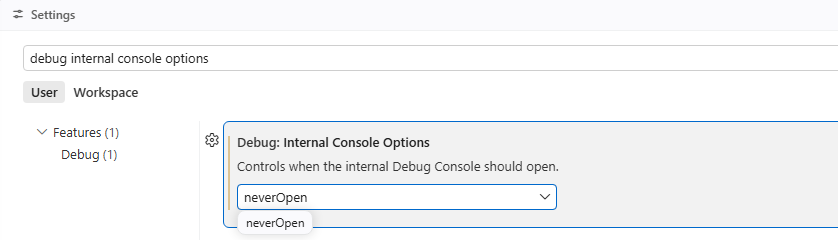 Settings
debug internal console options
User Workspace
Features (1)
Debug (1)
Debug: Internal Console Options
Controls when the internal Debug Console should open.
neverOpen
neverOpen